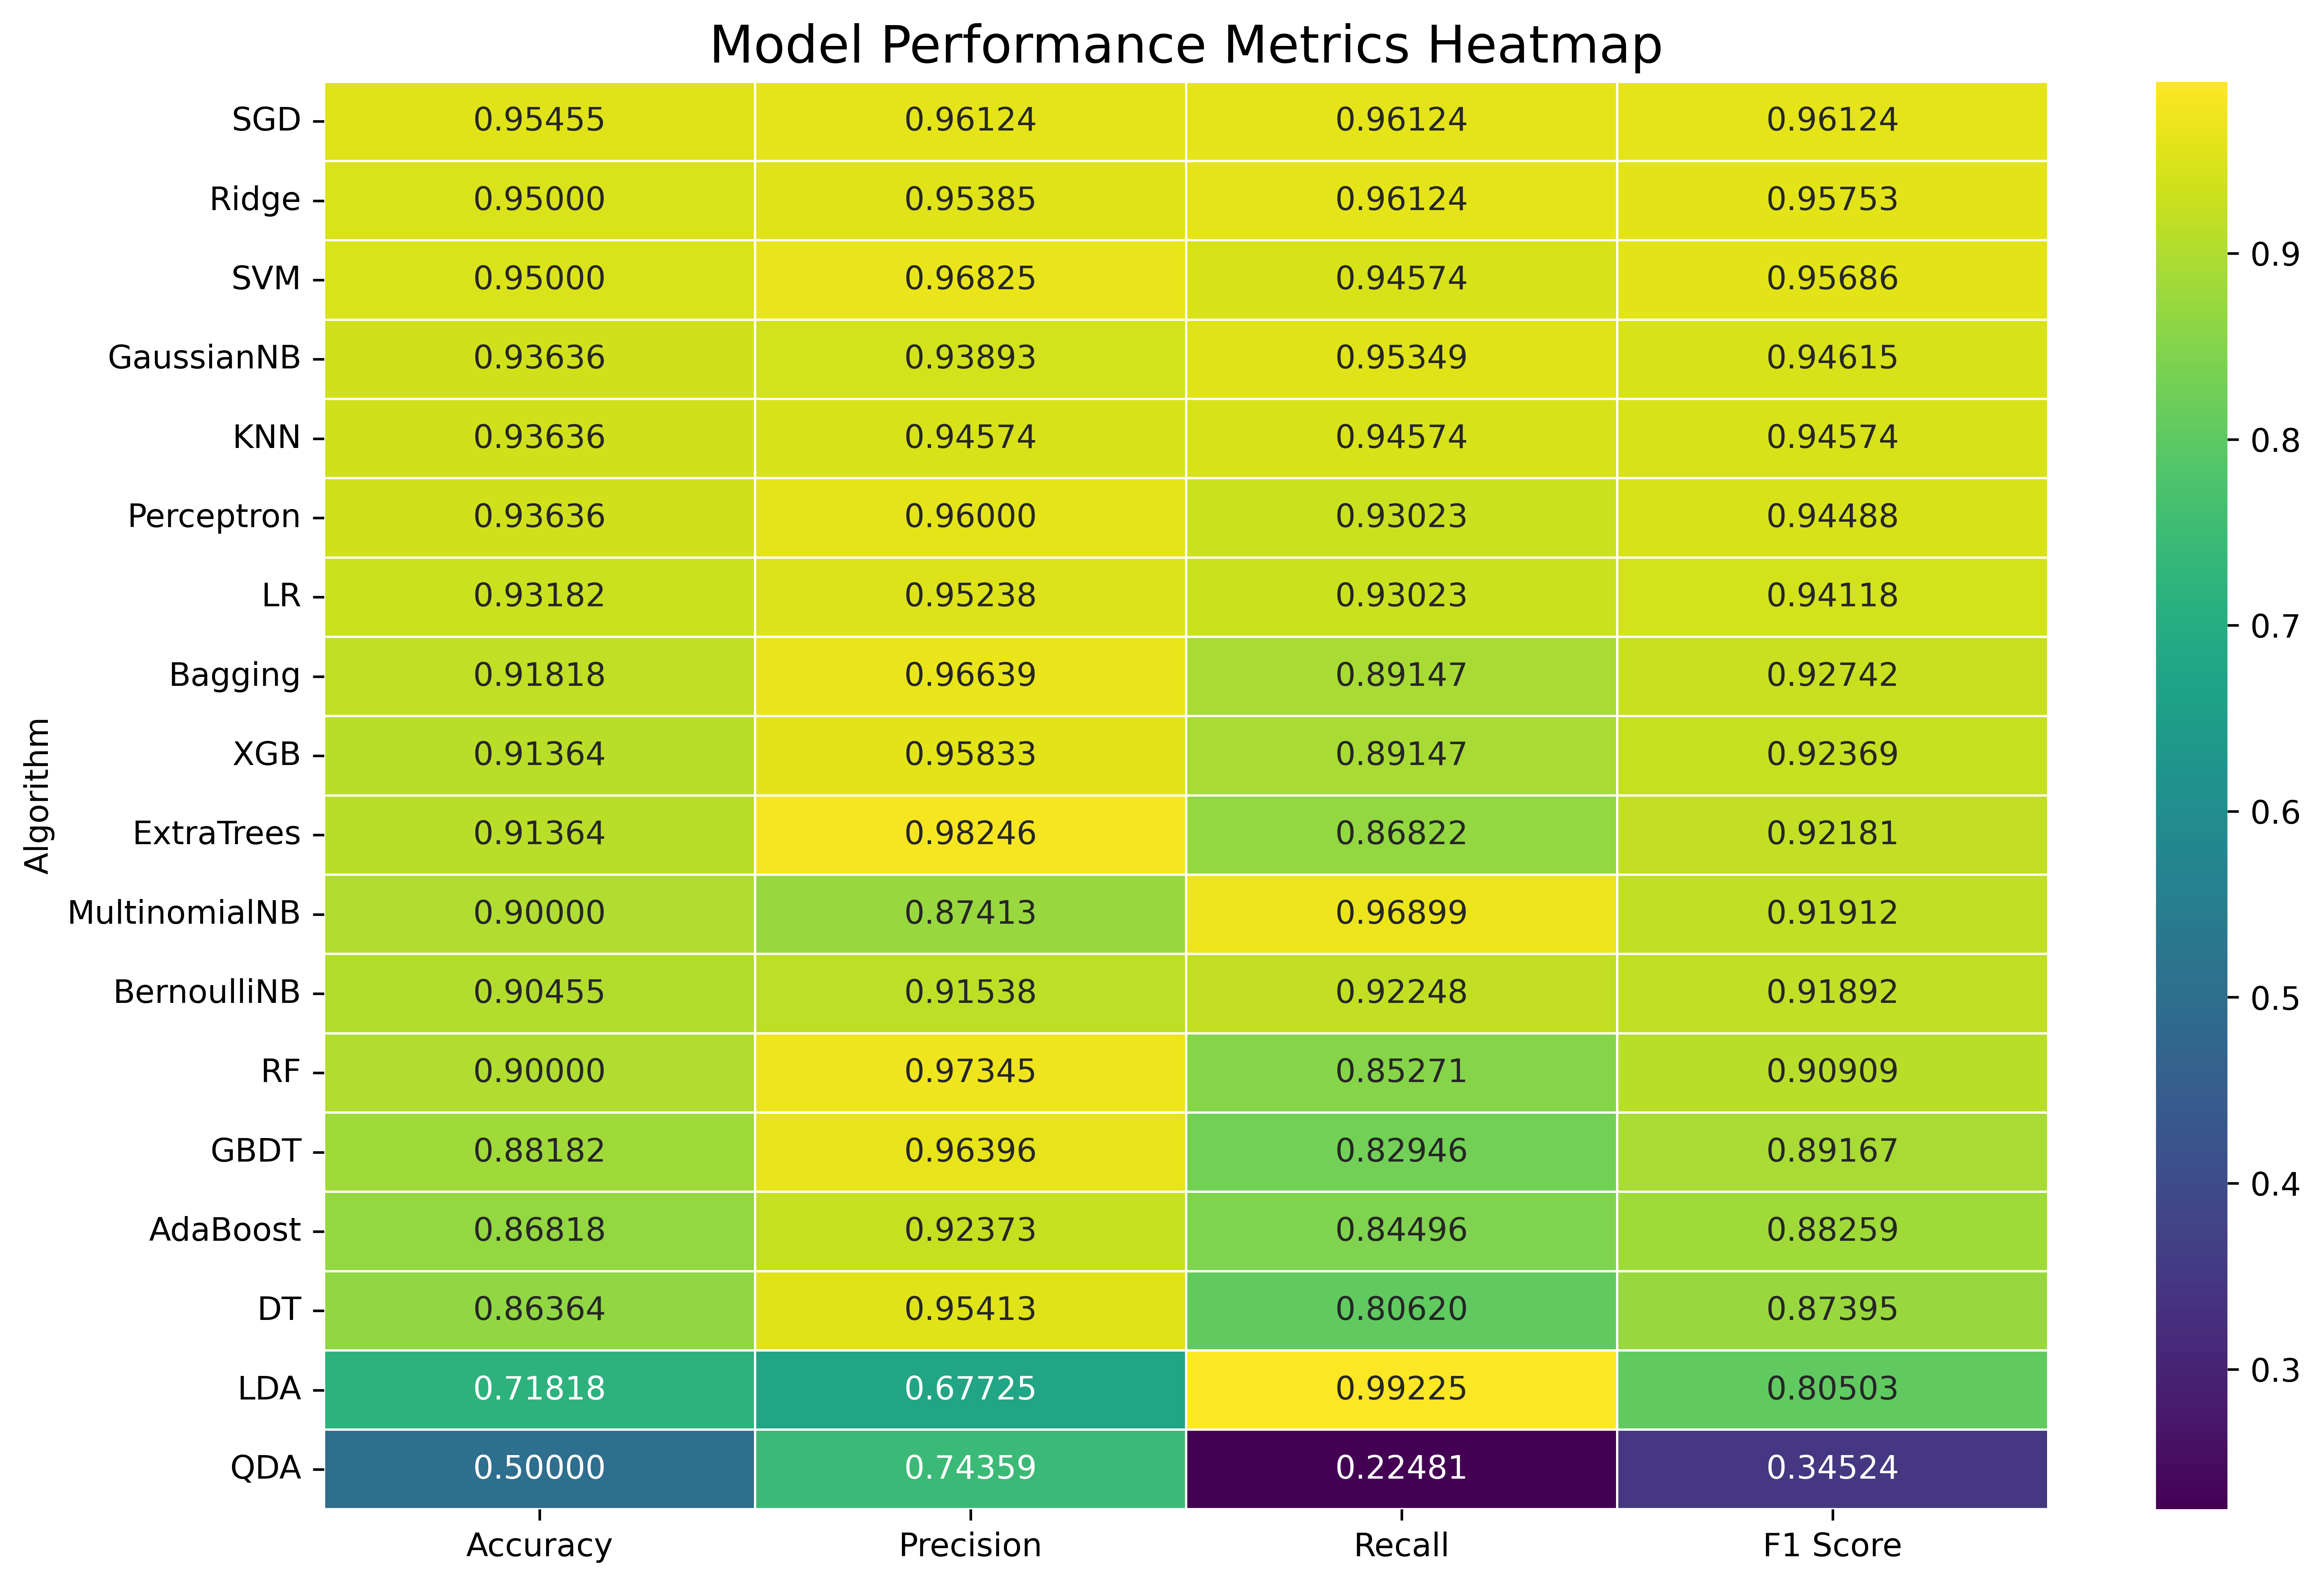 Model Performance Metrics Heatmap
Algorithm
SGD 0.95455 0.96124 0.96124 0.96124
Ridge 0.95000 0.95385 0.96124 0.95753
SVM 0.95000 0.96825 0.94574 0.95686
GaussianNB 0.93636 0.93893 0.95349 0.94615
KNN 0.93636 0.94574 0.94574 0.94574
Perceptron 0.93636 0.96000 0.93023 0.94488
LR 0.93182 0.95238 0.93023 0.94118
Bagging 0.91818 0.96639 0.89147 0.92742
XGB 0.91364 0.95833 0.89147 0.92369
ExtraTrees 0.91364 0.98246 0.86822 0.92181
MultinomialNB 0.90000 0.87413 0.96899 0.91912
BernoulliNB 0.90455 0.91538 0.92248 0.91892
RF 0.90000 0.97345 0.85271 0.90909
GBDT 0.88182 0.96396 0.82946 0.89167
AdaBoost 0.86818 0.92373 0.84496 0.88259
DT 0.86364 0.95413 0.80620 0.87395
LDA 0.71818 0.67725 0.99225 0.80503
QDA 0.50000 0.74359 0.22481 0.34524
Accuracy Precision Recall F1 Score
0.9
0.8
0.7
0.6
0.5
0.4
0.3